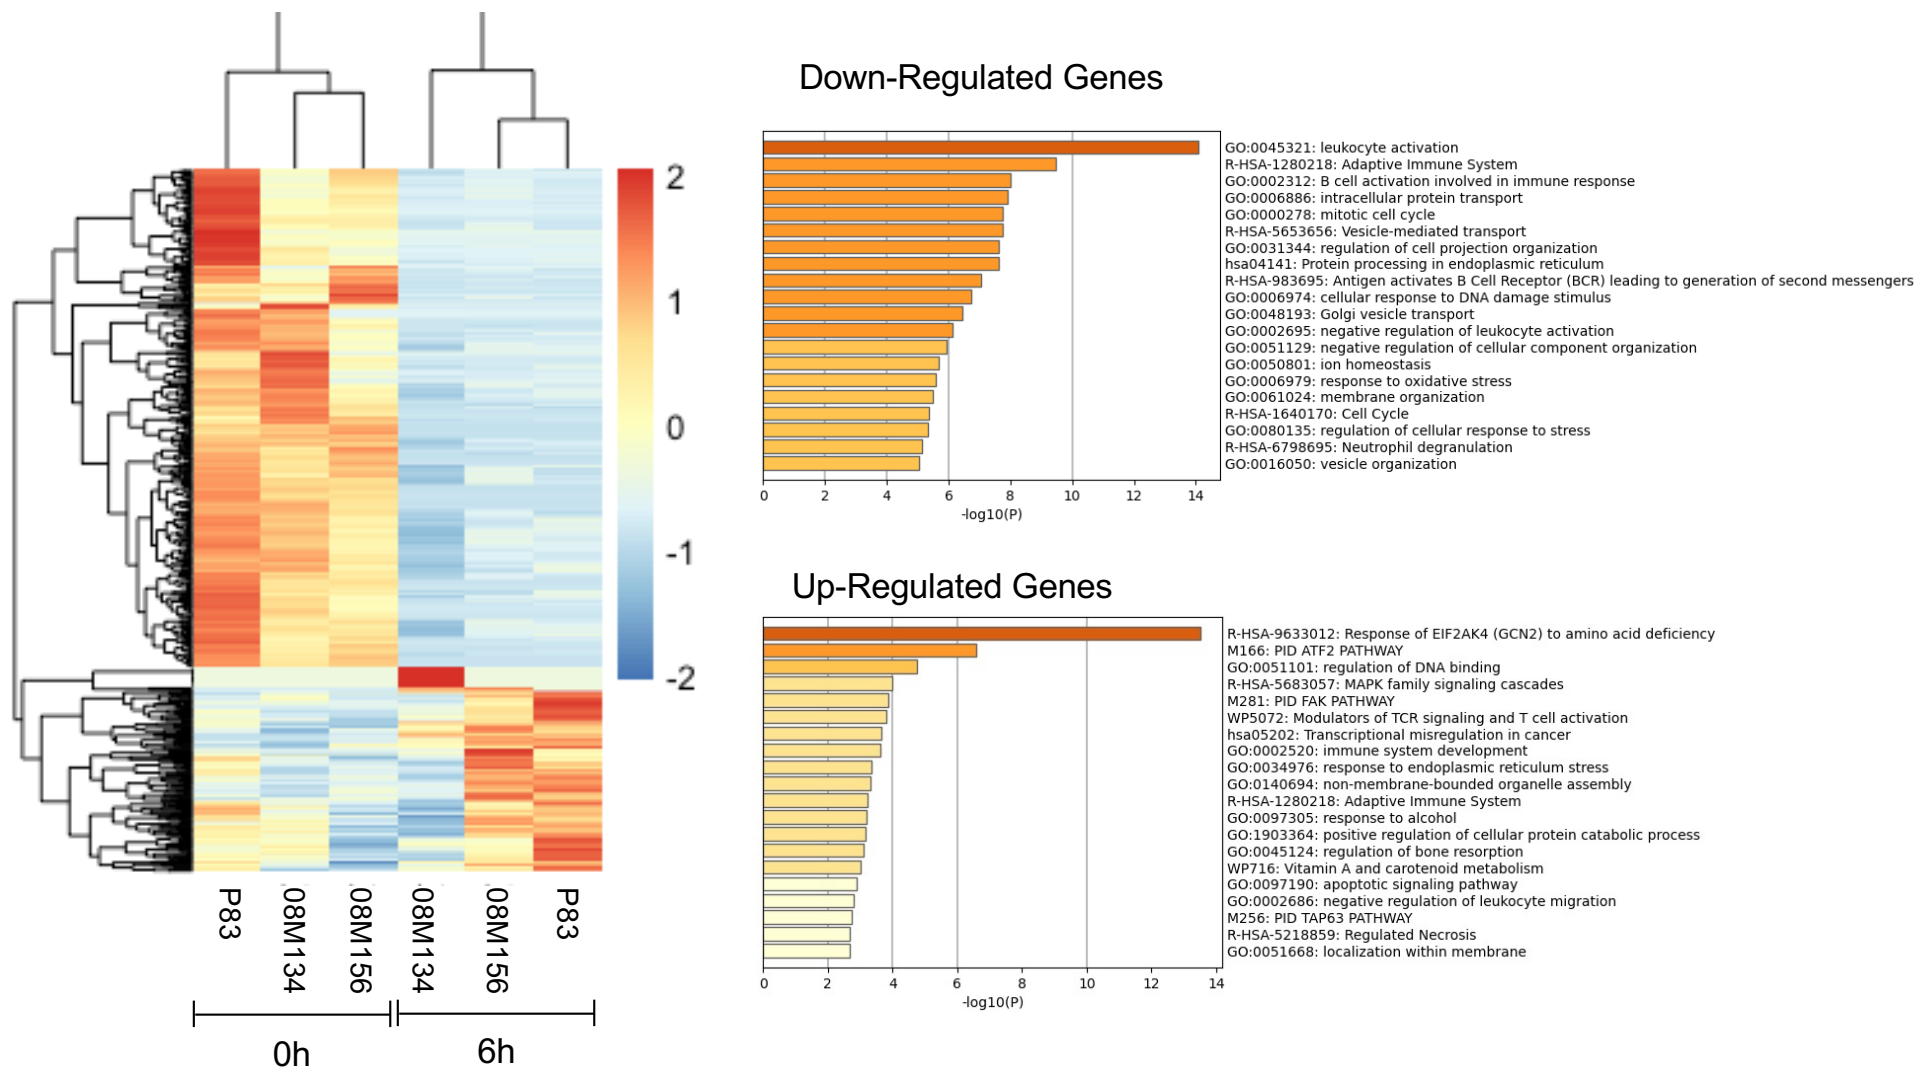 2
1
0
-1
-2
P83
08M134
08M156
08M134
08M156
P83
0h
6h
Down-Regulated Genes
GO:0045321: leukocyte activation
R-HSA-1280218: Adaptive Immune System
GO:0002312: B cell activation involved in immune response
GO:0006886: intracellular protein transport
GO:0000278: mitotic cell cycle
R-HSA-5653656: Vesicle-mediated transport
GO:0031344: regulation of cell projection organization
hsa04141: Protein processing in endoplasmic reticulum
R-HSA-983695: Antigen activates B Cell Receptor (BCR) leading to generation of second messengers
GO:0006974: cellular response to DNA damage stimulus
GO:0048193: Golgi vesicle transport
GO:0002695: negative regulation of leukocyte activation
GO:0051129: negative regulation of cellular component organization
GO:0050801: ion homeostasis
GO:0006979: response to oxidative stress
GO:0061024: membrane organization
R-HSA-1640170: Cell Cycle
GO:0080135: regulation of cellular response to stress
R-HSA-6798695: Neutrophil degranulation
GO:0016050: vesicle organization
0 2 4 6 8 10 12 14
-log10(P)
Up-Regulated Genes
R-HSA-9633012: Response of EIF2AK4 (GCN2) to amino acid deficiency
M166: PID ATF2 PATHWAY
GO:0051101: regulation of DNA binding
R-HSA-5683057: MAPK family signaling cascades
M281: PID FAK PATHWAY
WP5072: Modulators of TCR signaling and T cell activation
hsa05202: Transcriptional misregulation in cancer
GO:0002520: immune system development
GO:0034976: response to endoplasmic reticulum stress
GO:0140694: non-membrane-bounded organelle assembly
R-HSA-1280218: Adaptive Immune System
GO:0097305: response to alcohol
GO:1903364: positive regulation of cellular protein catabolic process
GO:0045124: regulation of bone resorption
WP716: Vitamin A and carotenoid metabolism
GO:0097190: apoptotic signaling pathway
GO:0002686: negative regulation of leukocyte migration
M256: PID TAP63 PATHWAY
R-HSA-5218859: Regulated Necrosis
GO:0051668: localization within membrane
0 2 4 6 8 10 12 14
-log10(P)